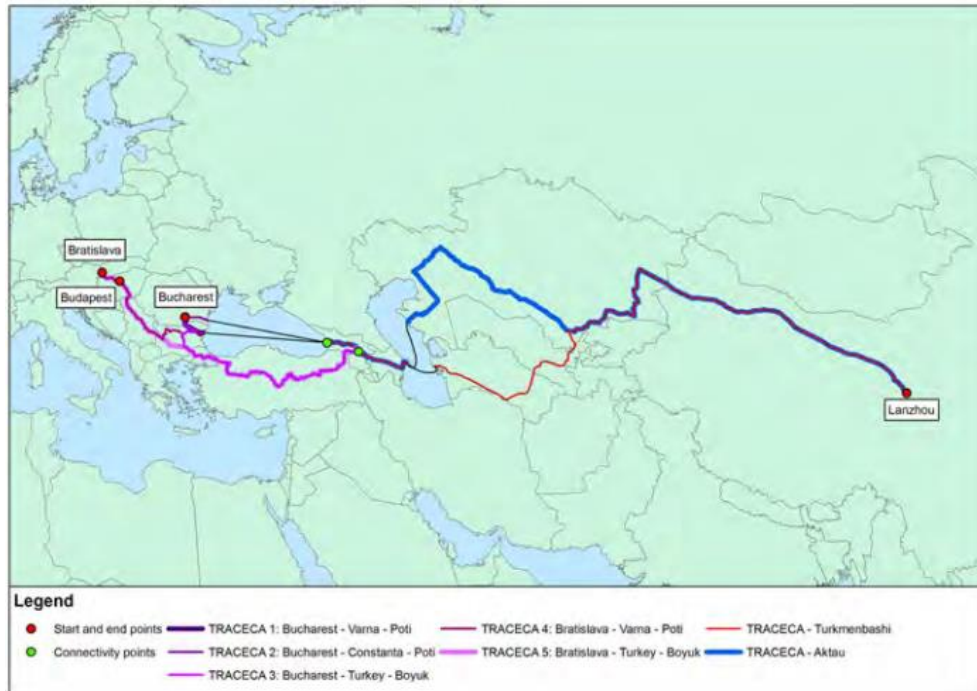 Bratislava
Budapest
Bucharest
Lanzhou
Legend
Start and end points
TRACECA 1: Bucharest - Varna - Poti
TRACECA 4: Bratislava - Varna - Poti
TRACECA - Turkmenbashi
Connectivity points
TRACECA 2: Bucharest - Constanta - Poti
TRACECA 5: Bratislava - Turkey - Boyuk
TRACECA - Aktau
TRACECA 3: Bucharest - Turkey - Boyuk